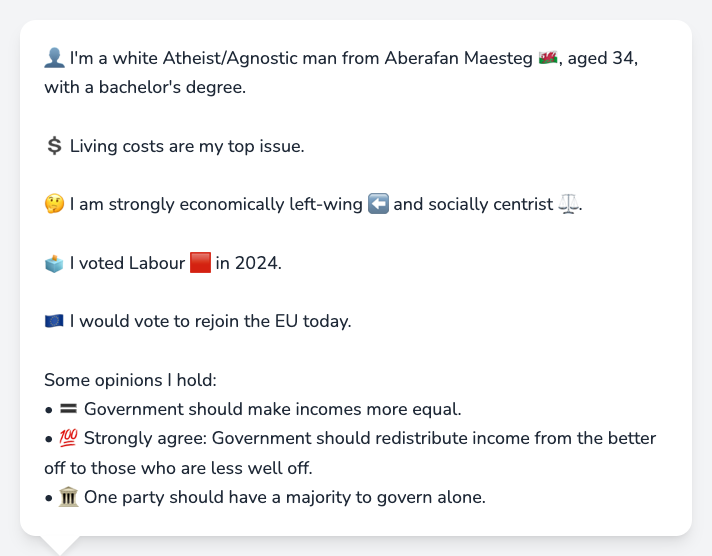 👤 I'm a white Atheist/Agnostic man from Aberafan Maesteg 🏴󠁧󠁢󠁷󠁬󠁳󠁿, aged 34,
with a bachelor's degree.
💲 Living costs are my top issue.
🤔 I am strongly economically left-wing ⬅️ and socially centrist ⚖️.
🗳️ I voted Labour 🟥 in 2024.
🇪🇺 I would vote to rejoin the EU today.
Some opinions I hold:
• 🟰 Government should make incomes more equal.
• 💯 Strongly agree: Government should redistribute income from the better
off to those who are less well off.
• 🏛️ One party should have a majority to govern alone.